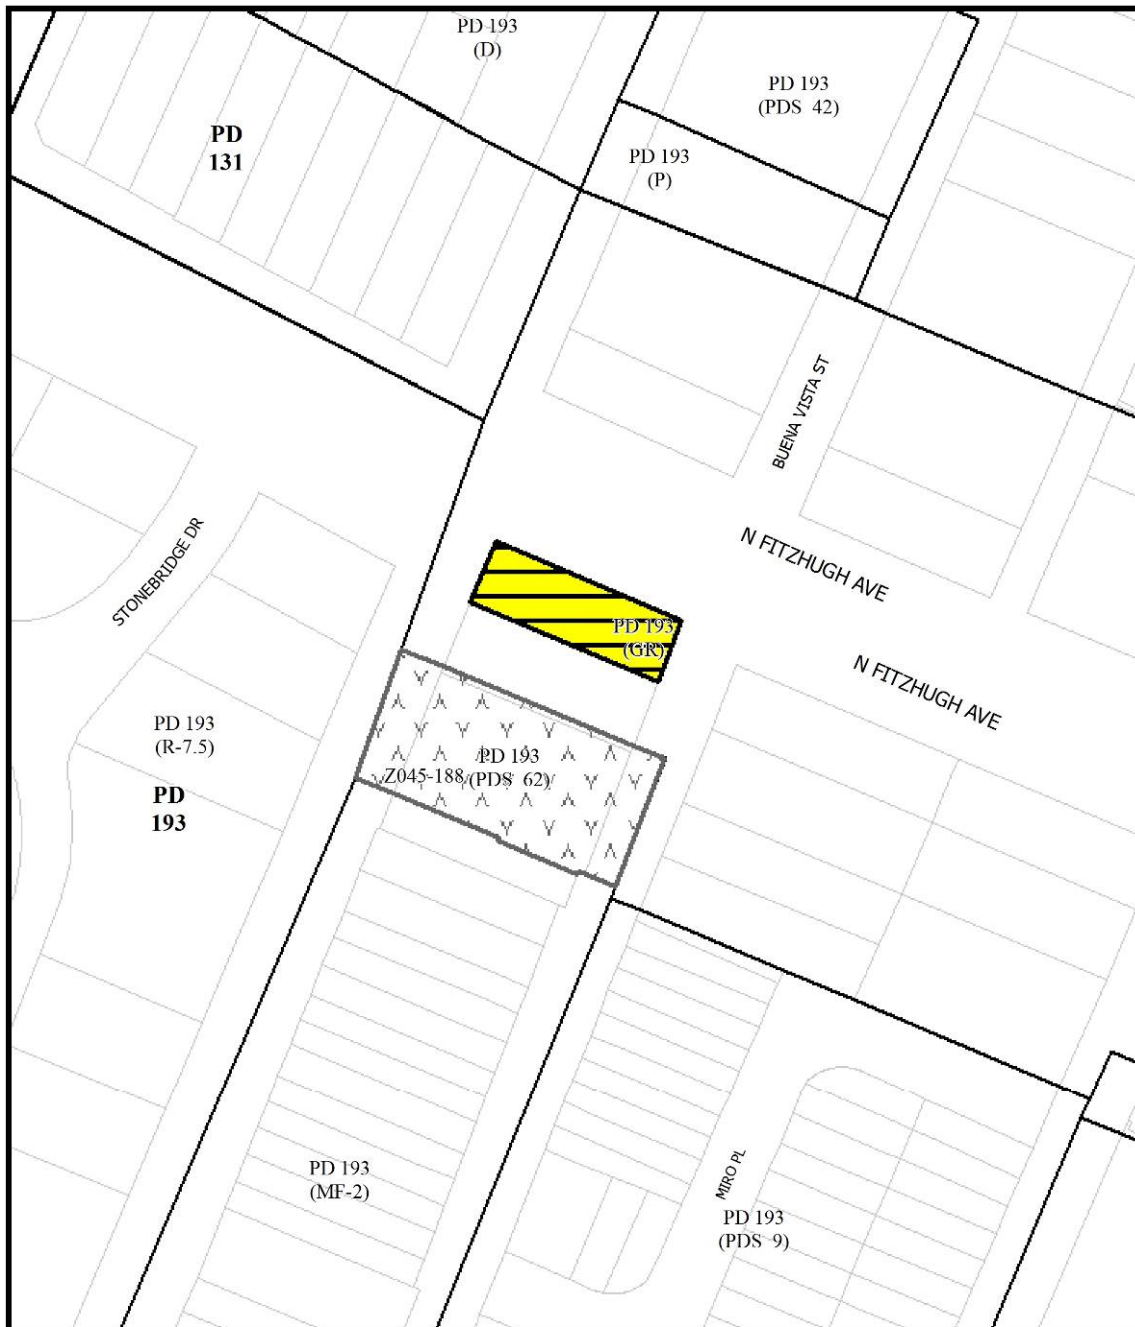 PD 193
(D)
PD 193
(PDS 42)
PD
131
PD 193
(P)
BUENA VISTA ST
N FITZHUGH AVE
STONEBRIDGE DR
PD 193
(GR)
N FITZHUGH AVE
PD 193
(R-7.5)
PD
193
PD 193
Z045-188 (PDS 62)
PD 193
(MF-2)
MIRO PL
PD 193
(PDS 9)